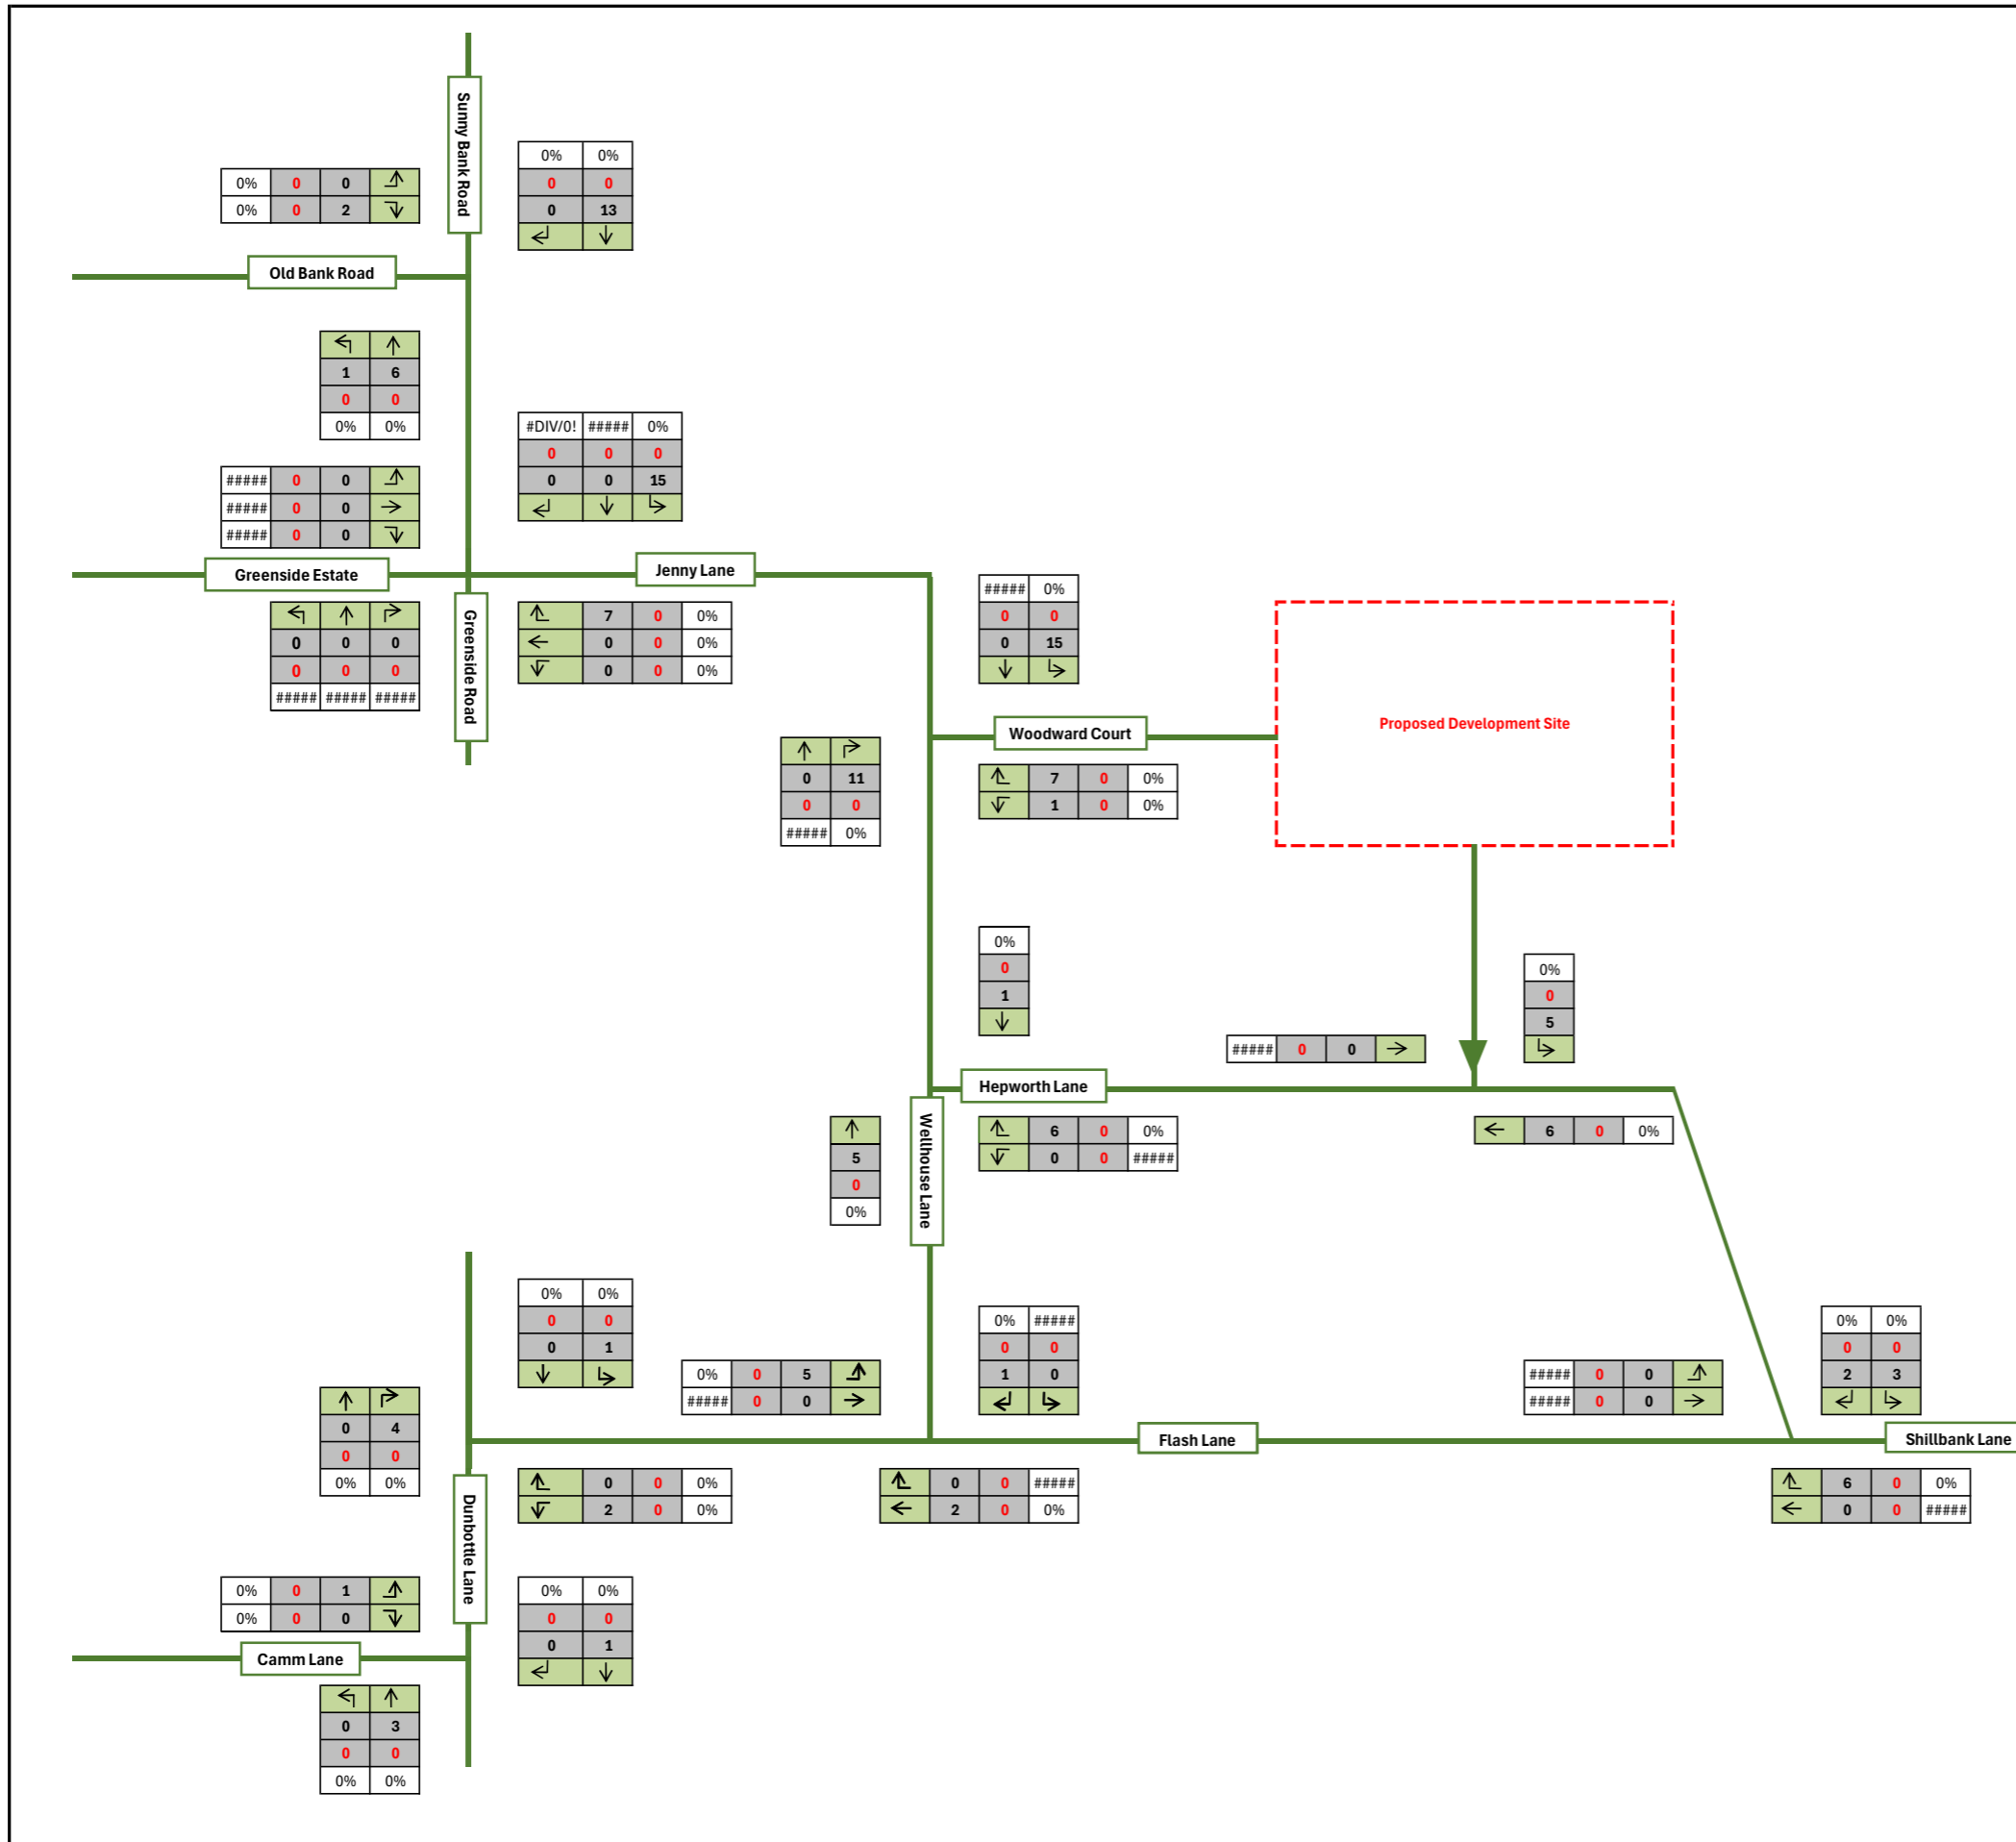 Sunny Bank Road
0% 0%
0 0
0 13
0% 0 0
0% 0 2
Old Bank Road
1 6
0 0
0% 0%
#DIV/0! ##### 0%
0 0 0
0 0 15
##### 0 0
##### 0 0
##### 0 0
Greenside Estate
Jenny Lane
Greenside Road
0 0 0
0 0 0
##### ##### #####
7 0 0%
0 0 0%
0 0 0%
##### 0%
0 0
0 15
Woodward Court
Proposed Development Site
0 11
0 0
##### 0%
7 0 0%
1 0 0%
0%
0
1
0%
0
5
##### 0 0
Hepworth Lane
Wellhouse Lane
5
0
0%
6 0 0%
0 0 #####
6 0 0%
0% 0%
0 0
0 1
0% 0 5
##### 0 0
0% #####
0 0
1 0
##### 0 0
##### 0 0
0% 0%
0 0
2 3
0 4
0 0
0% 0%
Flash Lane
Shillbank Lane
Dunbottle Lane
0 0 0%
2 0 0%
0 0 #####
2 0 0%
6 0 0%
0 0 #####
0% 0 1
0% 0 0
0% 0%
0 0
0 1
Camm Lane
0 3
0 0
0% 0%